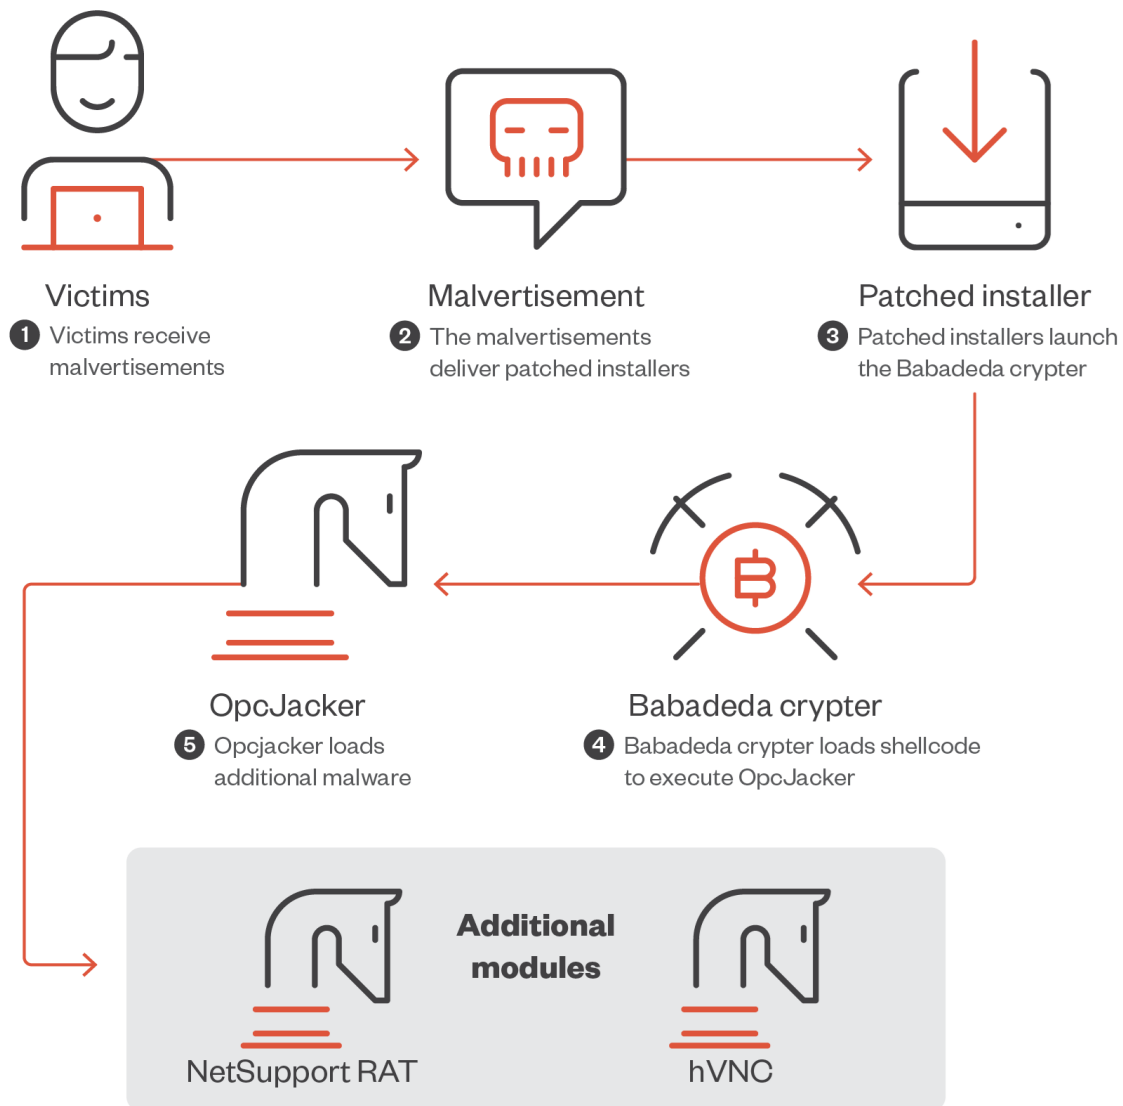 Victims
1 Victims receive
malvertisements
Malvertisement
2 The malvertisements
deliver patched installers
Patched installer
3 Patched installers launch
the Babadeda crypter
OpcJacker
5 Opcjacker loads
additional malware
Babadeda crypter
4 Babadeda crypter loads shellcode
to execute OpcJacker
Additional
modules
NetSupport RAT
hVNC